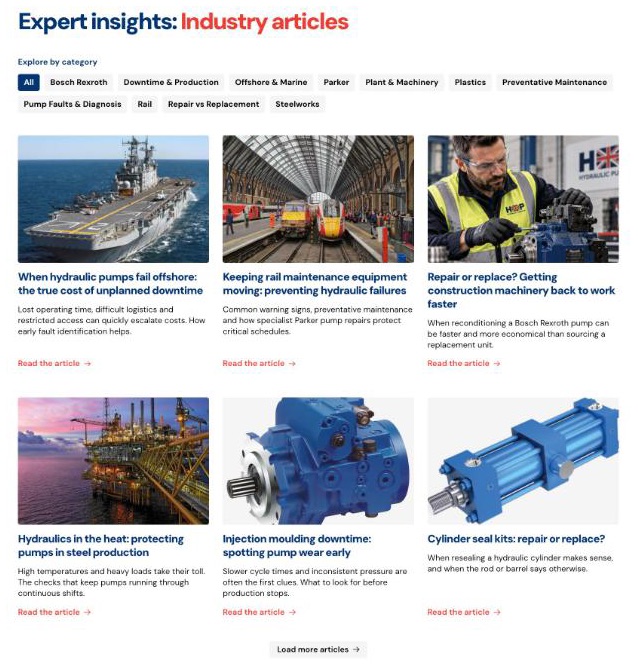 Expert insights: Industry articles
Explore by category
All Bosch Rexroth Downtime & Production Offshore & Marine Parker Plant & Machinery Plastics Preventative Maintenance
Pump Faults & Diagnosis Rail Repair vs Replacement Steelworks
H
HYDRAULIC PU
When hydraulic pumps fail offshore:
the true cost of unplanned downtime
Lost operating time, difficult logistics and
restricted access can quickly escalate costs. How
early fault identification helps.
Read the article →
Keeping rail maintenance equipment
moving: preventing hydraulic failures
Common warning signs, preventative maintenance
and how specialist Parker pump repairs protect
critical schedules.
Read the article →
Repair or replace? Getting
construction machinery back to work
faster
When reconditioning a Bosch Rexroth pump can
be faster and more economical than sourcing a
replacement unit.
Read the article →
Hydraulics in the heat: protecting
pumps in steel production
High temperatures and heavy loads take their toll.
The checks that keep pumps running through
continuous shifts.
Read the article →
Injection moulding downtime:
spotting pump wear early
Slower cycle times and inconsistent pressure are
often the first clues. What to look for before
production stops.
Read the article →
Cylinder seal kits: repair or replace?
When resealing a hydraulic cylinder makes sense,
and when the rod or barrel says otherwise.
Read the article →
Load more articles →